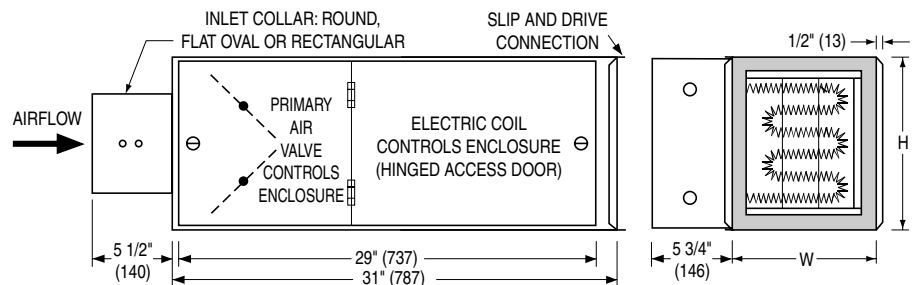 INLET COLLAR: ROUND,
FLAT OVAL OR RECTANGULAR
SLIP AND DRIVE
CONNECTION
1/2" (13)
AIRFLOW
PRIMARY
AIR
VALVE
CONTROLS
ENCLOSURE
ELECTRIC COIL
CONTROLS ENCLOSURE
(HINGED ACCESS DOOR)
H
5 1/2"
(140)
29" (737)
31" (787)
5 3/4"
(146)
W